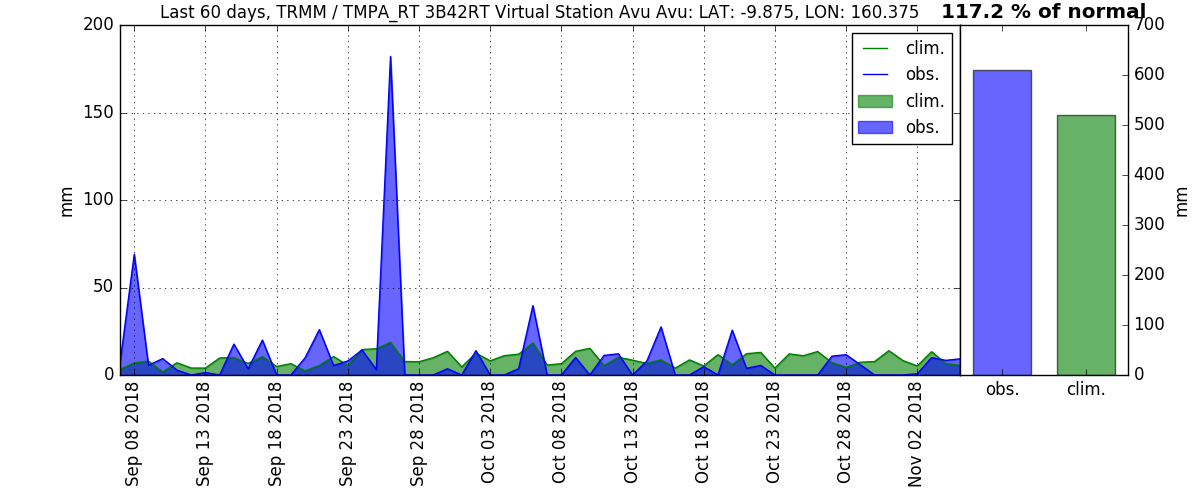 Last 60 days, TRMM / TMPA_RT 3B42RT Virtual Station Avu Avu: LAT: -9.875, LON: 160.375
117.2 % of normal
200
150
100
50
0
mm
clim.
obs.
clim.
obs.
Sep 08 2018
Sep 13 2018
Sep 18 2018
Sep 23 2018
Sep 28 2018
Oct 03 2018
Oct 08 2018
Oct 13 2018
Oct 18 2018
Oct 23 2018
Oct 28 2018
Nov 02 2018
700
600
500
400
300
200
100
0
mm
obs.
clim.